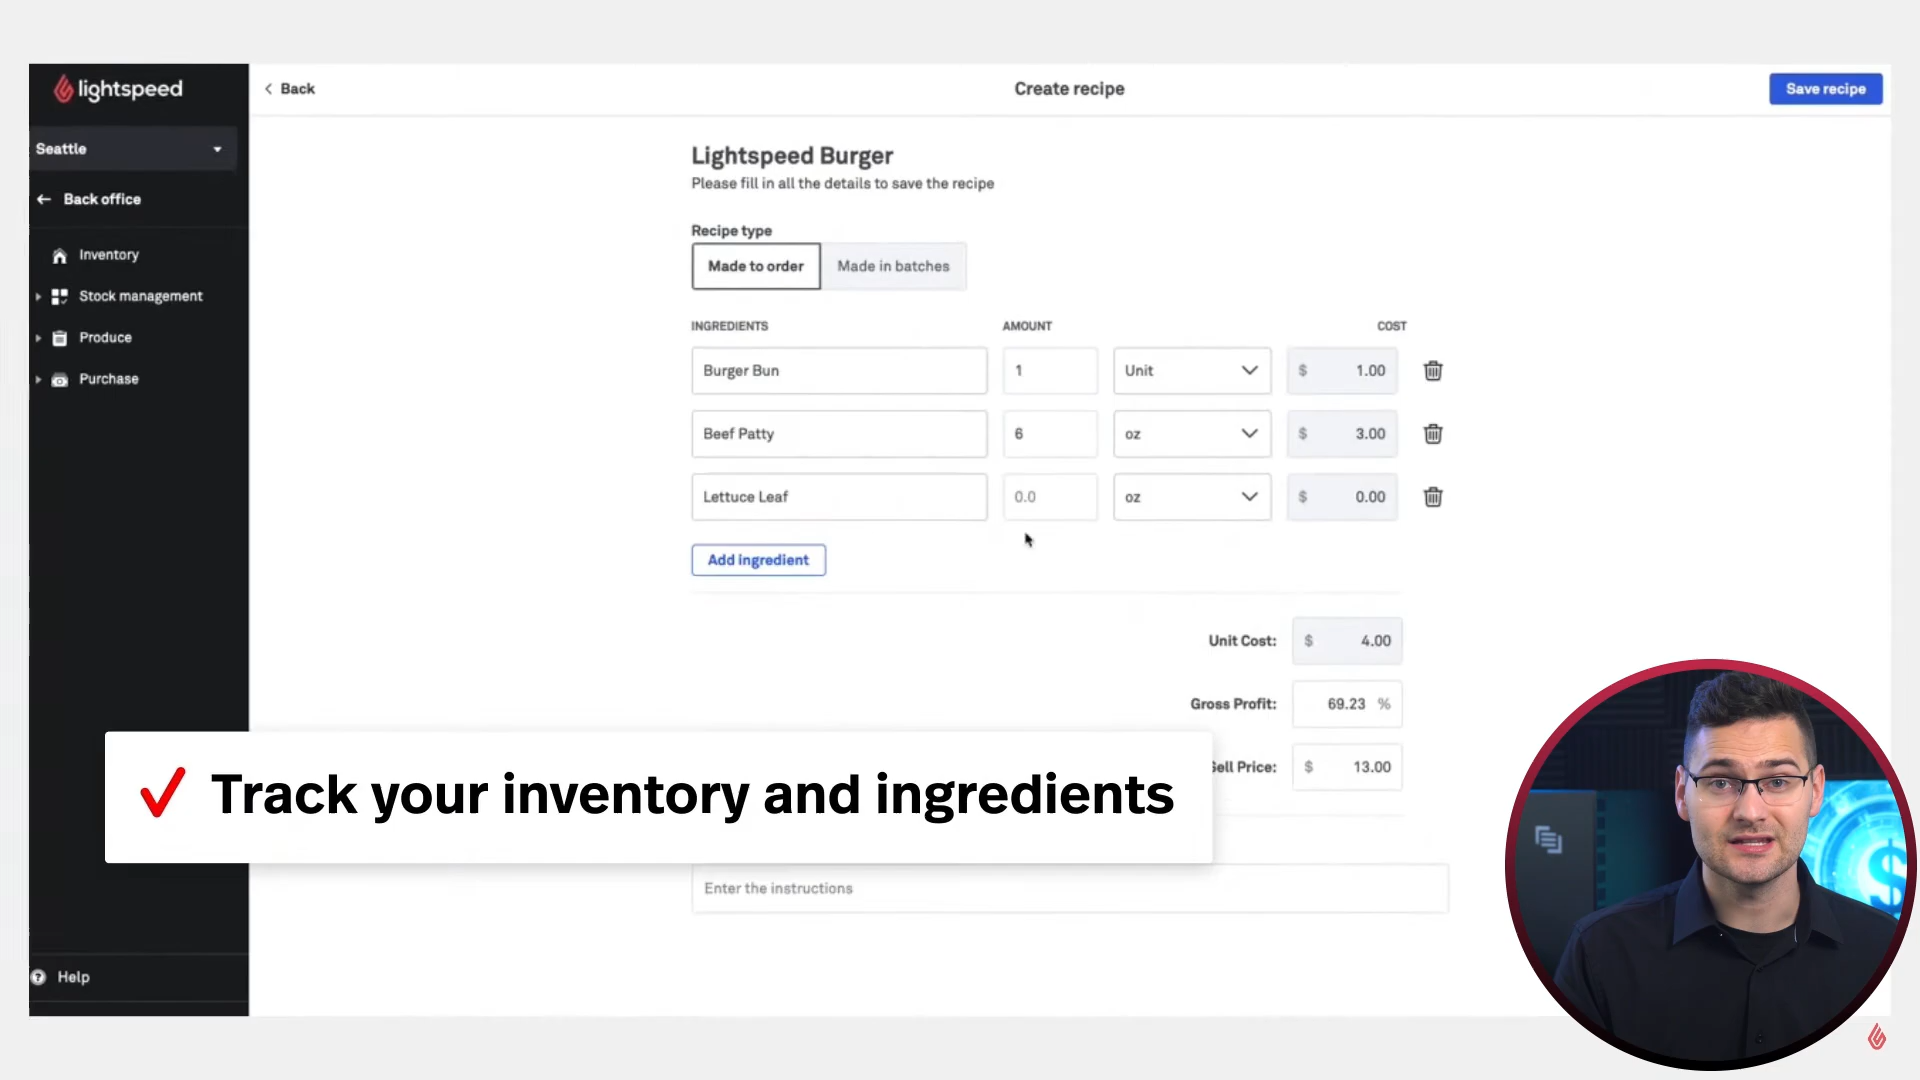 lightspeed
Back
Create recipe
Save recipe
Seattle
Back office
Inventory
Stock management
Produce
Purchase
Help
Lightspeed Burger
Please fill in all the details to save the recipe
Recipe type
Made to order
Made in batches
INGREDIENTS AMOUNT COST
Burger Bun 1 Unit $ 1.00
Beef Patty 6 oz $ 3.00
Lettuce Leaf 0.0 oz $ 0.00
Add ingredient
Unit Cost: $ 4.00
Gross Profit: 69.23 %
Sell Price: $ 13.00
Track your inventory and ingredients
Enter the instructions
$